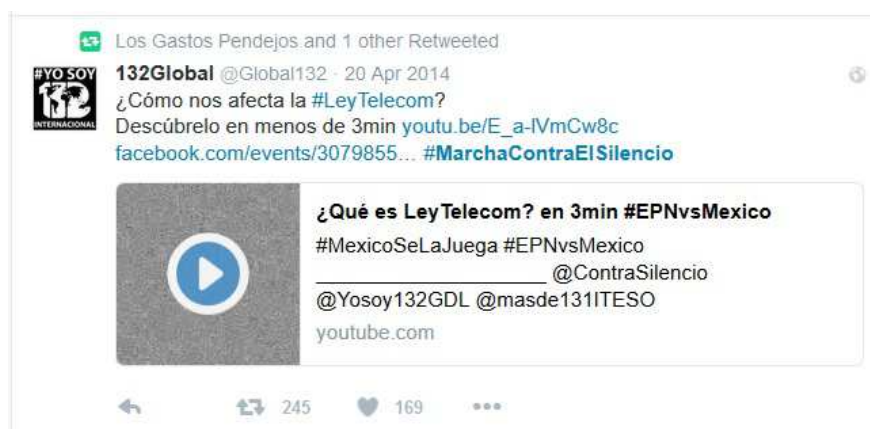 Los Gastos Pendejos and 1 other Retweeted
#YO SOY
132
INTERNACIONAL
132Global @Global132 · 20 Apr 2014
¿Cómo nos afecta la #LeyTelecom?
Descúbrelo en menos de 3min youtu.be/E_a-lVmCw8c
facebook.com/events/3079855... #MarchaContraElSilencio
¿Qué es LeyTelecom? en 3min #EPNvsMexico
#MexicoSeLaJuega #EPNvsMexico
_____________________ @ContraSilencio
@Yosoy132GDL @masde131ITESO
youtube.com
245 169